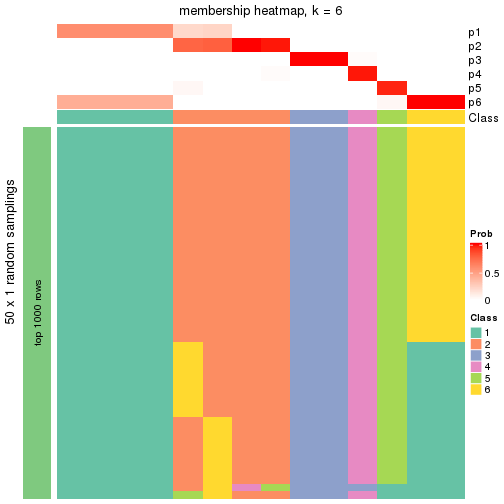 membership heatmap, k = 6
p1
p2
p3
p4
p5
p6
Class
50 x 1 random samplings
top 1000 rows
Prob
1
0.5
0
Class
1
2
3
4
5
6